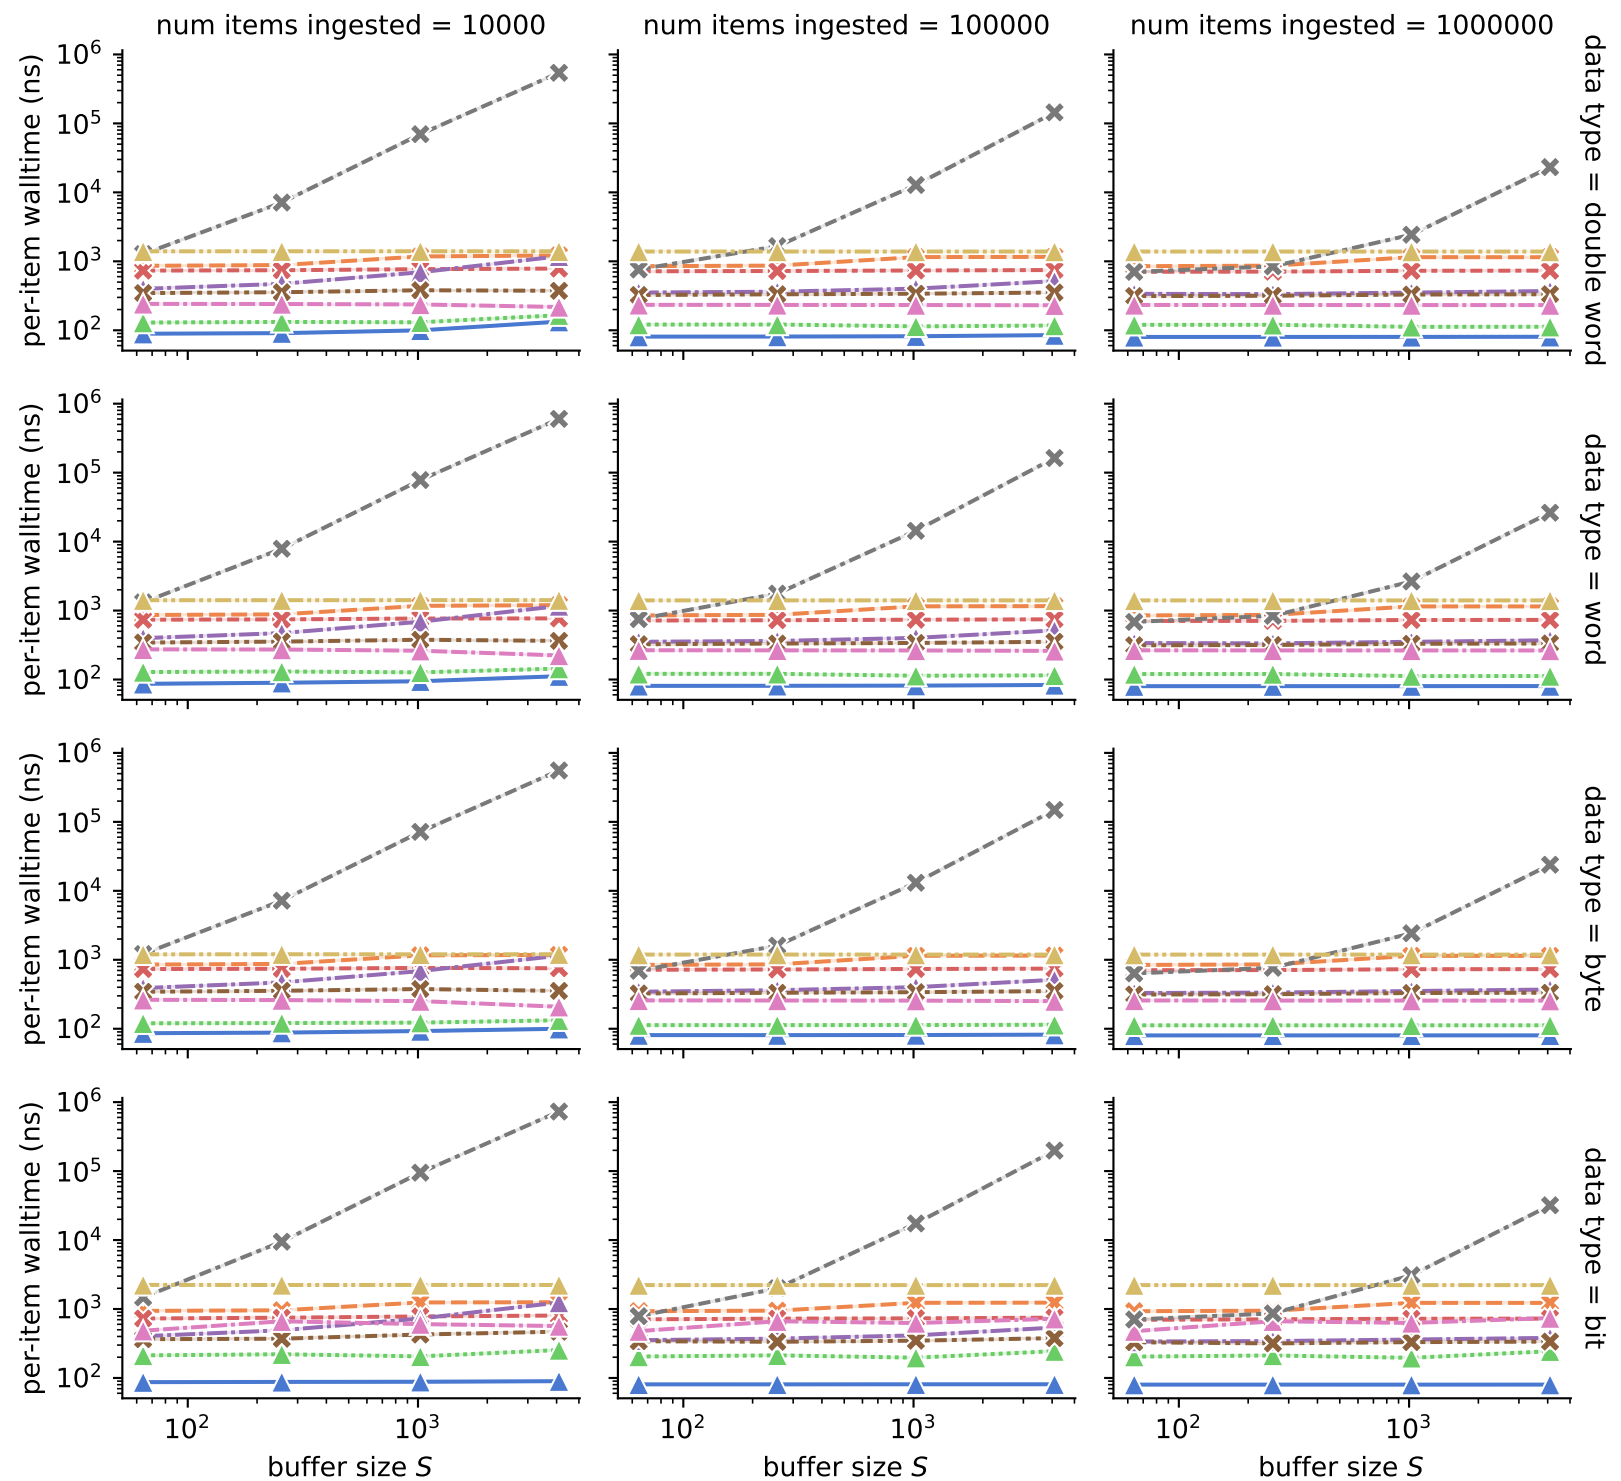 num items ingested = 10000
num items ingested = 100000
num items ingested = 1000000
per-item walltime (ns)
10^6
10^5
10^4
10^3
10^2
data type = double word
per-item walltime (ns)
10^6
10^5
10^4
10^3
10^2
data type = word
per-item walltime (ns)
10^6
10^5
10^4
10^3
10^2
data type = byte
per-item walltime (ns)
10^6
10^5
10^4
10^3
10^2
data type = bit
10^2 10^3
10^2 10^3
10^2 10^3
buffer size S
buffer size S
buffer size S